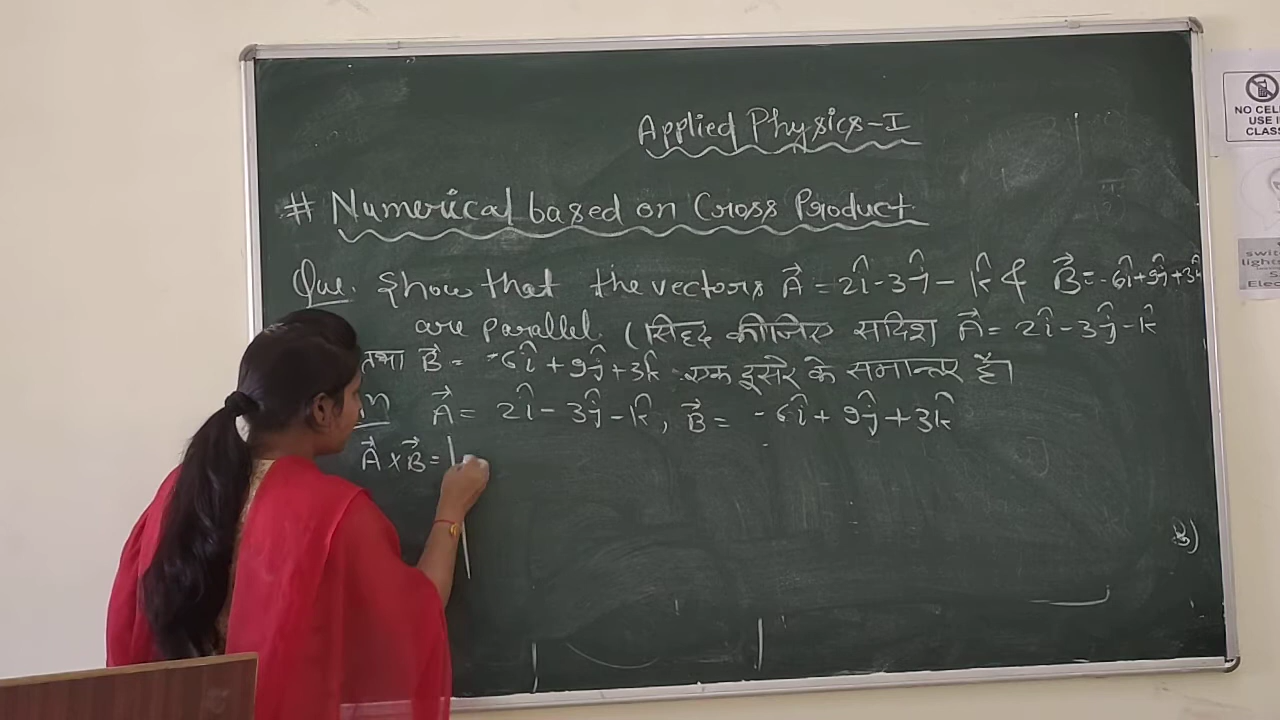 Applied Physics-I
# Numerical based on Cross Product
Que. Show that the vectors A⃗ = 2î - 3ĵ - k̂ & B⃗ = -6î + 9ĵ + 3k̂
are parallel. (सिद्ध कीजिए सदिश A⃗ = 2î - 3ĵ - k̂
तथा B⃗ = -6î + 9ĵ + 3k̂ एक दूसरे के समान्तर है।
A⃗ = 2î - 3ĵ - k̂, B⃗ = -6î + 9ĵ + 3k̂
A⃗ × B⃗ = |
NO CELL
USE IN
CLASS